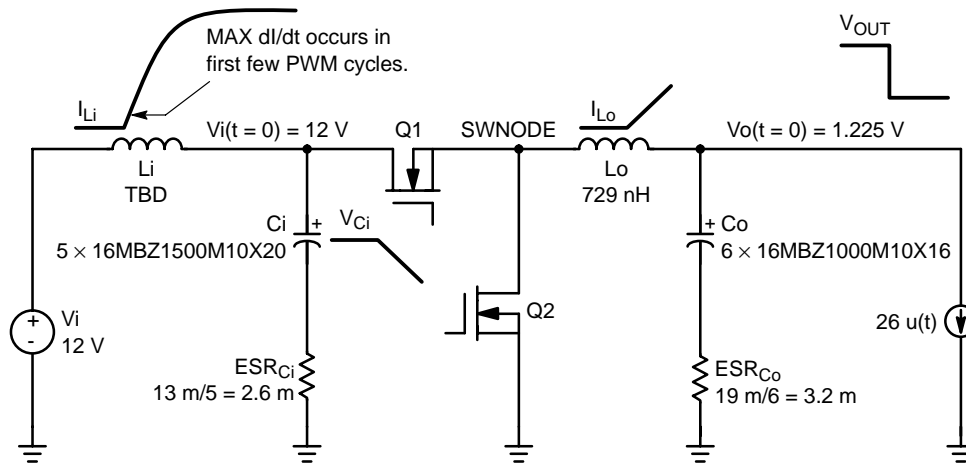 MAX dI/dt occurs in
first few PWM cycles.
VOUT
ILi
Vi(t = 0) = 12 V
Q1
SWNODE
ILo
Vo(t = 0) = 1.225 V
Li
TBD
Lo
729 nH
Ci
+
VCi
5 × 16MBZ1500M10X20
+ Co
6 × 16MBZ1000M10X16
Q2
+
-
Vi
12 V
26 u(t)
ESRCi
13 m/5 = 2.6 m
ESRCo
19 m/6 = 3.2 m